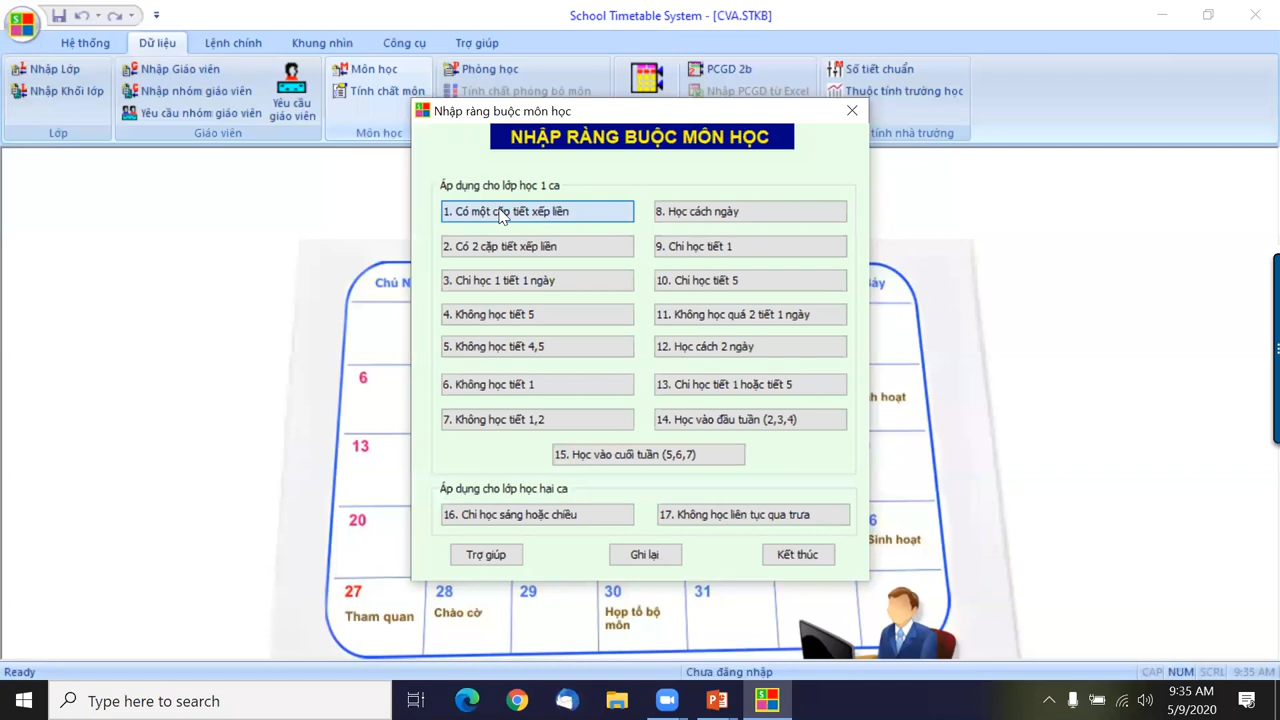 School Timetable System - [CVA.STKB]
Hệ thống
Dữ liệu
Lệnh chính
Khung nhìn
Công cụ
Trợ giúp
Nhập Lớp
Nhập Khối lớp
Lớp
Nhập Giáo viên
Nhập nhóm giáo viên
Yêu cầu nhóm giáo viên
Yêu cầu
giáo viên
Giáo viên
Môn học
Tính chất môn
Môn học
Phòng học
Tính chất phòng bộ môn
PCGD 2b
Nhập PCGD từ Excel
Số tiết chuẩn
Thuộc tính trường học
tính nhà trường
Nhập ràng buộc môn học
NHẬP RÀNG BUỘC MÔN HỌC
Áp dụng cho lớp học 1 ca
1. Có một cặp tiết xếp liền
8. Học cách ngày
2. Có 2 cặp tiết xếp liền
9. Chỉ học tiết 1
3. Chỉ học 1 tiết 1 ngày
10. Chỉ học tiết 5
4. Không học tiết 5
11. Không học quá 2 tiết 1 ngày
5. Không học tiết 4,5
12. Học cách 2 ngày
6. Không học tiết 1
13. Chỉ học tiết 1 hoặc tiết 5
7. Không học tiết 1,2
14. Học vào đầu tuần (2,3,4)
15. Học vào cuối tuần (5,6,7)
Áp dụng cho lớp học hai ca
16. Chỉ học sáng hoặc chiều
17. Không học liên tục qua trưa
Trợ giúp
Ghi lại
Kết thúc
Chủ N
ảy
6
h hoạt
13
20
6
Sinh hoạt
27
Tham quan
28
Chào cờ
29
30
Họp tổ bộ
môn
31
Ready
Chưa đăng nhập
CAP
NUM
SCRL
9:35 AM
Type here to search
9:35 AM
5/9/2020